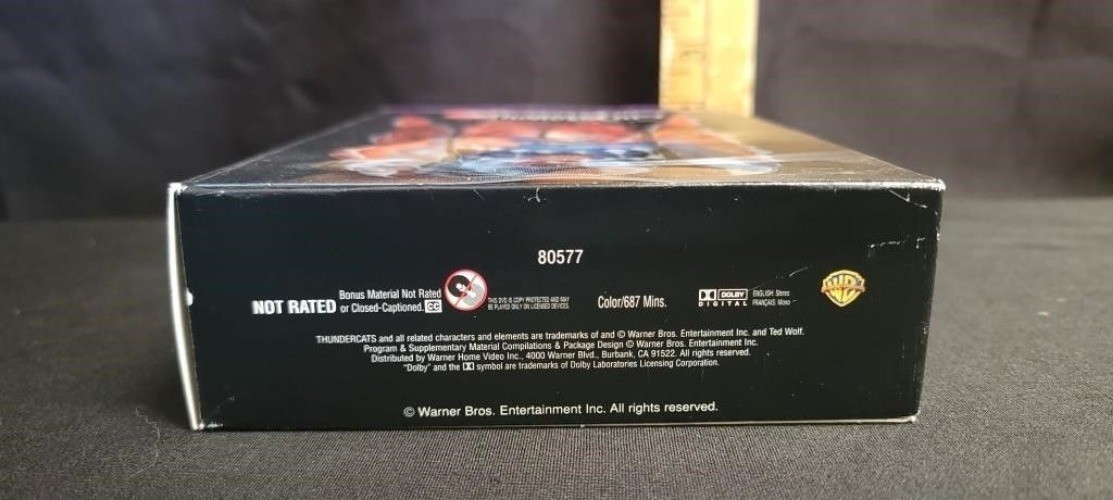 80577
NOT RATED
Bonus Material Not Rated
or Closed-Captioned. CC
THIS DVD IS COPY PROTECTED AND MAY
BE PLAYED ONLY ON LICENSED DEVICES.
Color/687 Mins.
DOLBY
DIGITAL
ENGLISH: Stereo
FRANÇAIS: Mono
WB
THUNDERCATS and all related characters and elements are trademarks of and © Warner Bros. Entertainment Inc. and Ted Wolf.
Program & Supplementary Material Compilations & Package Design © Warner Bros. Entertainment Inc.
Distributed by Warner Home Video Inc., 4000 Warner Blvd., Burbank, CA 91522. All rights reserved.
"Dolby" and the symbol are trademarks of Dolby Laboratories Licensing Corporation.
© Warner Bros. Entertainment Inc. All rights reserved.